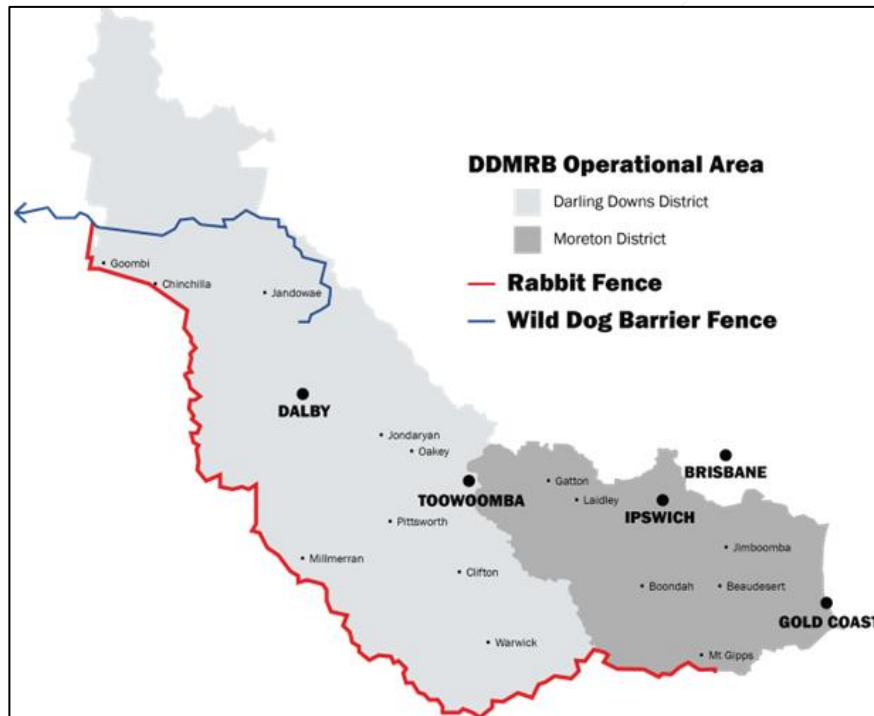 DDMRB Operational Area
Darling Downs District
Moreton District
Rabbit Fence
Wild Dog Barrier Fence
Goombi
Chinchilla
Jandowae
DALBY
Jondaryan
Oakey
TOOWOOMBA
Gatton
Laidley
BRISBANE
IPSWICH
Pittsworth
Jimboomba
Millmerran
Clifton
Boondah
Beaudesert
GOLD COAST
Warwick
Mt Gipps